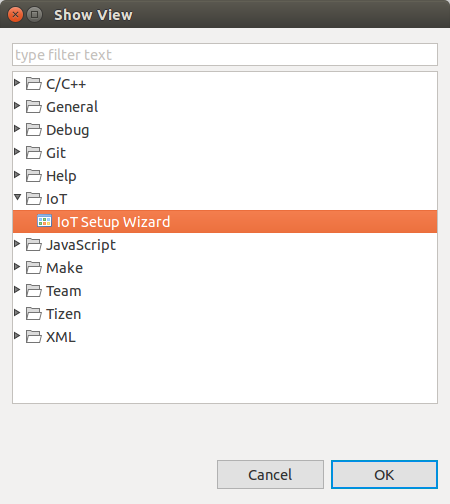 Show View
type filter text
C/C++
General
Debug
Git
Help
IoT
IoT Setup Wizard
JavaScript
Make
Team
Tizen
XML
Cancel
OK